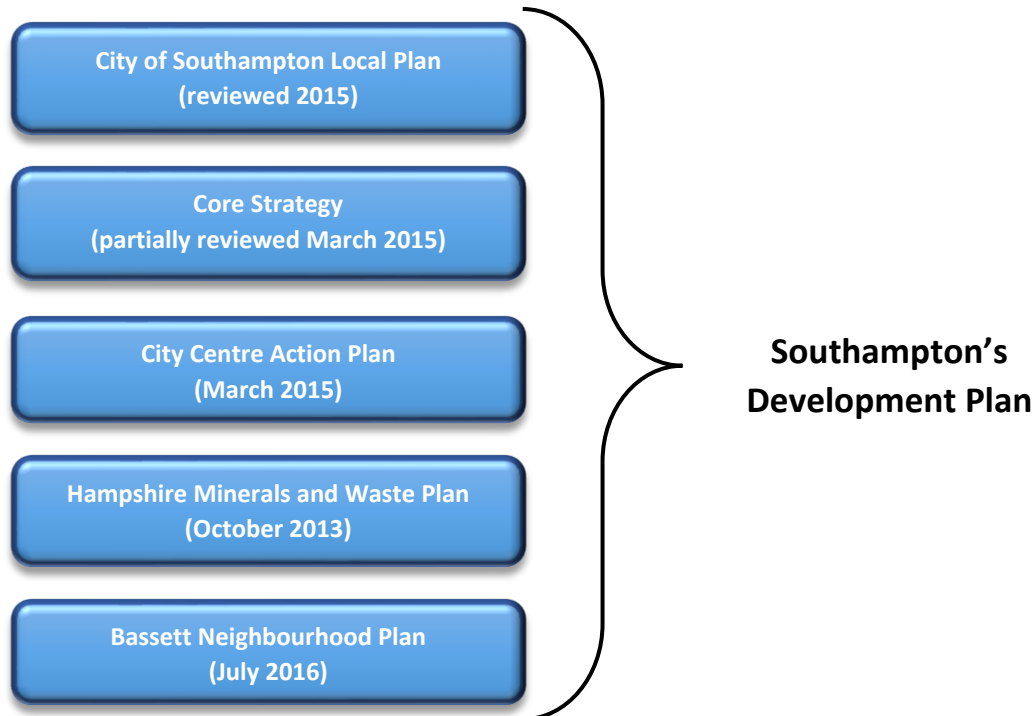 City of Southampton Local Plan
(reviewed 2015)
Core Strategy
(partially reviewed March 2015)
City Centre Action Plan
(March 2015)
Hampshire Minerals and Waste Plan
(October 2013)
Bassett Neighbourhood Plan
(July 2016)
Southampton’s
Development Plan